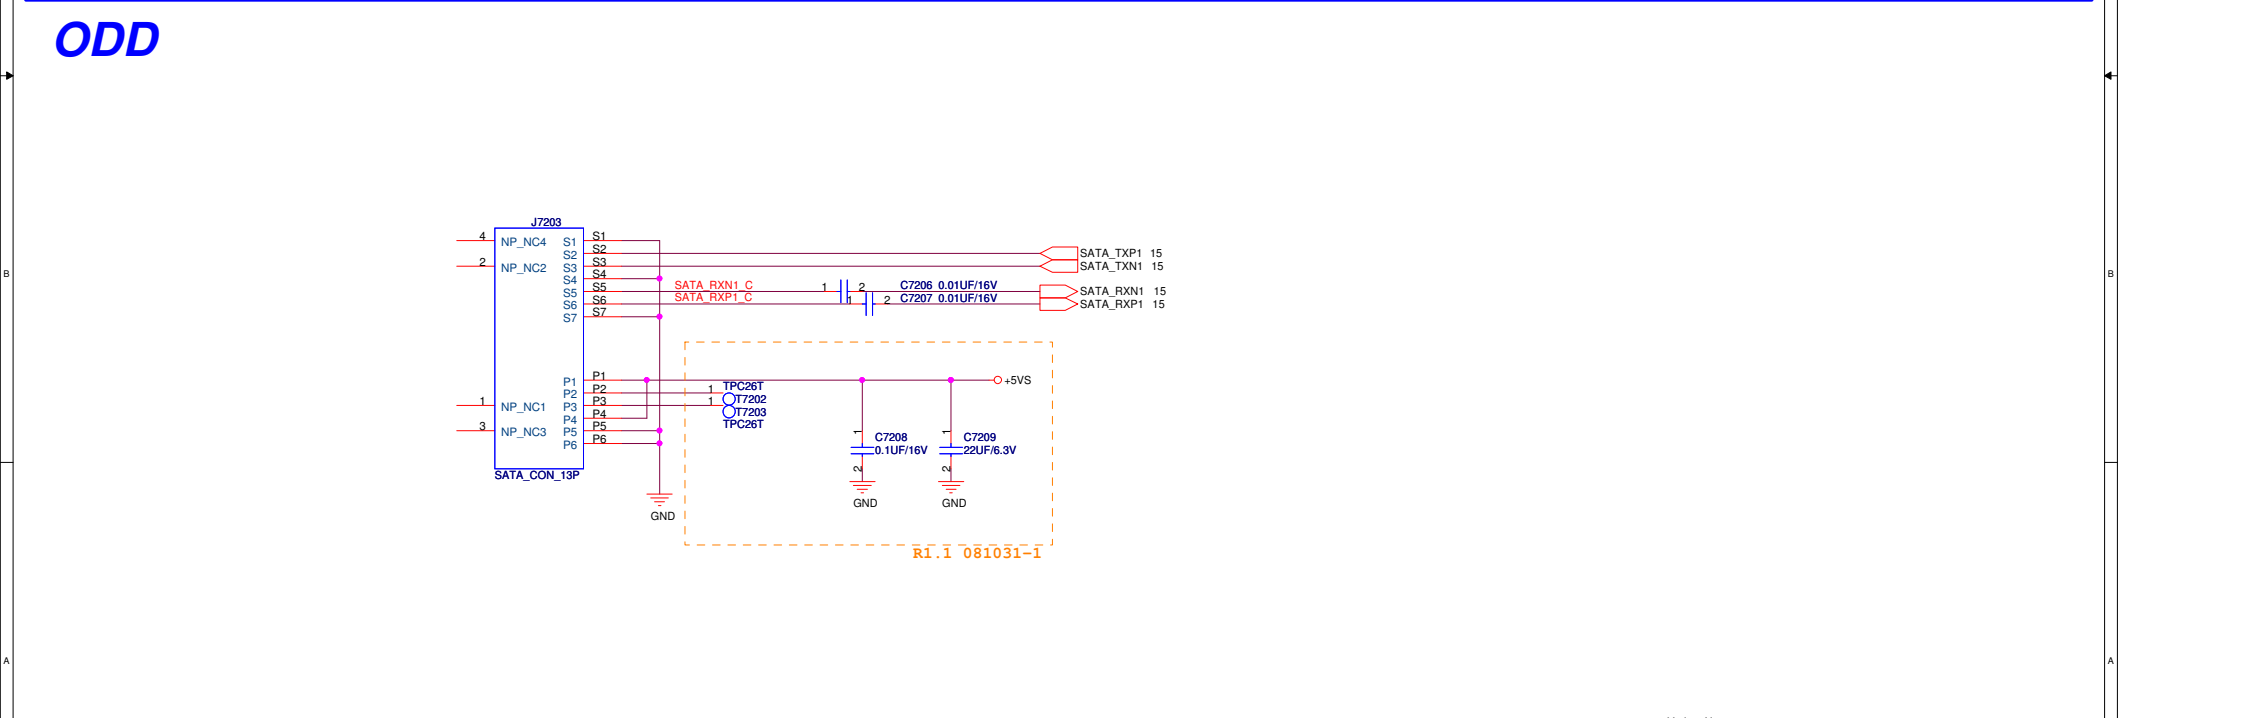 ODD
J7203
4 NP_NC4 S1 S1
S2 S2 SATA_TXP1 15
2 NP_NC2 S3 S3 SATA_TXN1 15
S4 S4
S5 S5 SATA_RXN1_C 1 2 C7206 0.01UF/16V SATA_RXN1 15
S6 S6 SATA_RXP1_C 1 2 C7207 0.01UF/16V SATA_RXP1 15
S7 S7
B B
P1 P1 +5VS
P2 P2 1 TPC26T
T7202
1 NP_NC1 P3 P3 1 T7203
P4 P4 TPC26T
3 NP_NC3 P5 P5
P6 P6
1 C7208 1 C7209
0.1UF/16V 22UF/6.3V
2 2
SATA_CON_13P
GND GND
GND
R1.1 081031-1
A A